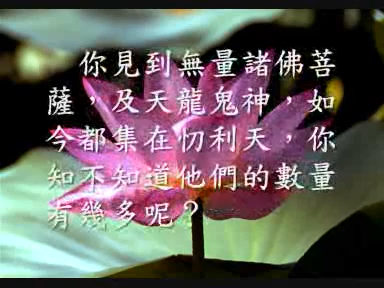 你見到無量諸佛菩
薩，及天龍鬼神，如
今都集在忉利天，你
知不知道他們的數量
有幾多呢？